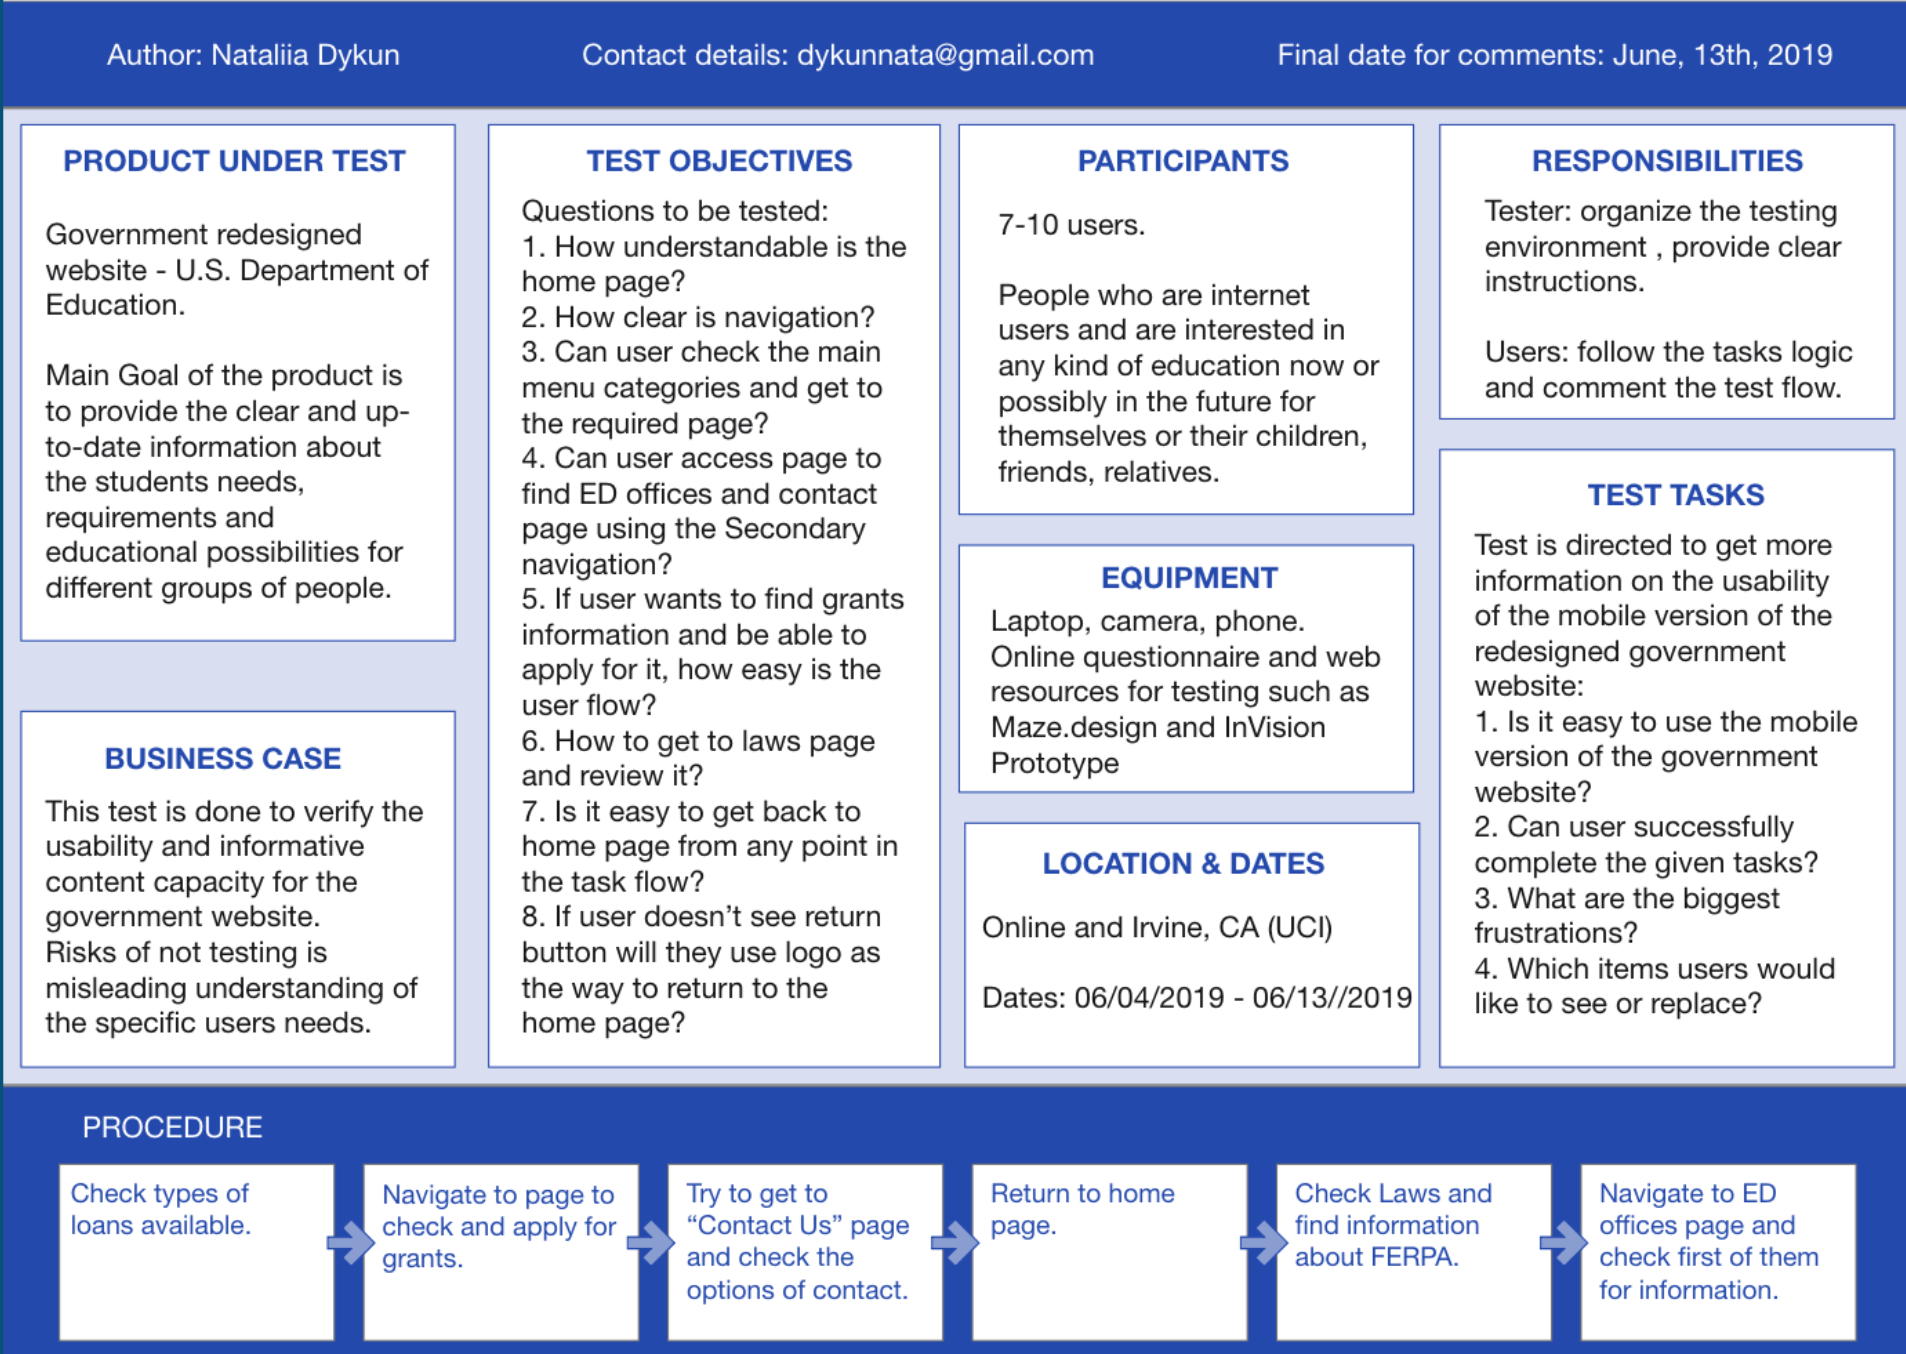 Author: Nataliia Dykun
Contact details: dykunnata@gmail.com
Final date for comments: June, 13th, 2019
PRODUCT UNDER TEST
Government redesigned
website - U.S. Department of
Education.
Main Goal of the product is
to provide the clear and up-
to-date information about
the students needs,
requirements and
educational possibilities for
different groups of people.
BUSINESS CASE
This test is done to verify the
usability and informative
content capacity for the
government website.
Risks of not testing is
misleading understanding of
the specific users needs.
TEST OBJECTIVES
Questions to be tested:
1. How understandable is the
home page?
2. How clear is navigation?
3. Can user check the main
menu categories and get to
the required page?
4. Can user access page to
find ED offices and contact
page using the Secondary
navigation?
5. If user wants to find grants
information and be able to
apply for it, how easy is the
user flow?
6. How to get to laws page
and review it?
7. Is it easy to get back to
home page from any point in
the task flow?
8. If user doesn’t see return
button will they use logo as
the way to return to the
home page?
PARTICIPANTS
7-10 users.
People who are internet
users and are interested in
any kind of education now or
possibly in the future for
themselves or their children,
friends, relatives.
EQUIPMENT
Laptop, camera, phone.
Online questionnaire and web
resources for testing such as
Maze.design and InVision
Prototype
LOCATION & DATES
Online and Irvine, CA (UCI)
Dates: 06/04/2019 - 06/13//2019
RESPONSIBILITIES
Tester: organize the testing
environment , provide clear
instructions.
Users: follow the tasks logic
and comment the test flow.
TEST TASKS
Test is directed to get more
information on the usability
of the mobile version of the
redesigned government
website:
1. Is it easy to use the mobile
version of the government
website?
2. Can user successfully
complete the given tasks?
3. What are the biggest
frustrations?
4. Which items users would
like to see or replace?
PROCEDURE
Check types of
loans available.
Navigate to page to
check and apply for
grants.
Try to get to
“Contact Us” page
and check the
options of contact.
Return to home
page.
Check Laws and
find information
about FERPA.
Navigate to ED
offices page and
check first of them
for information.